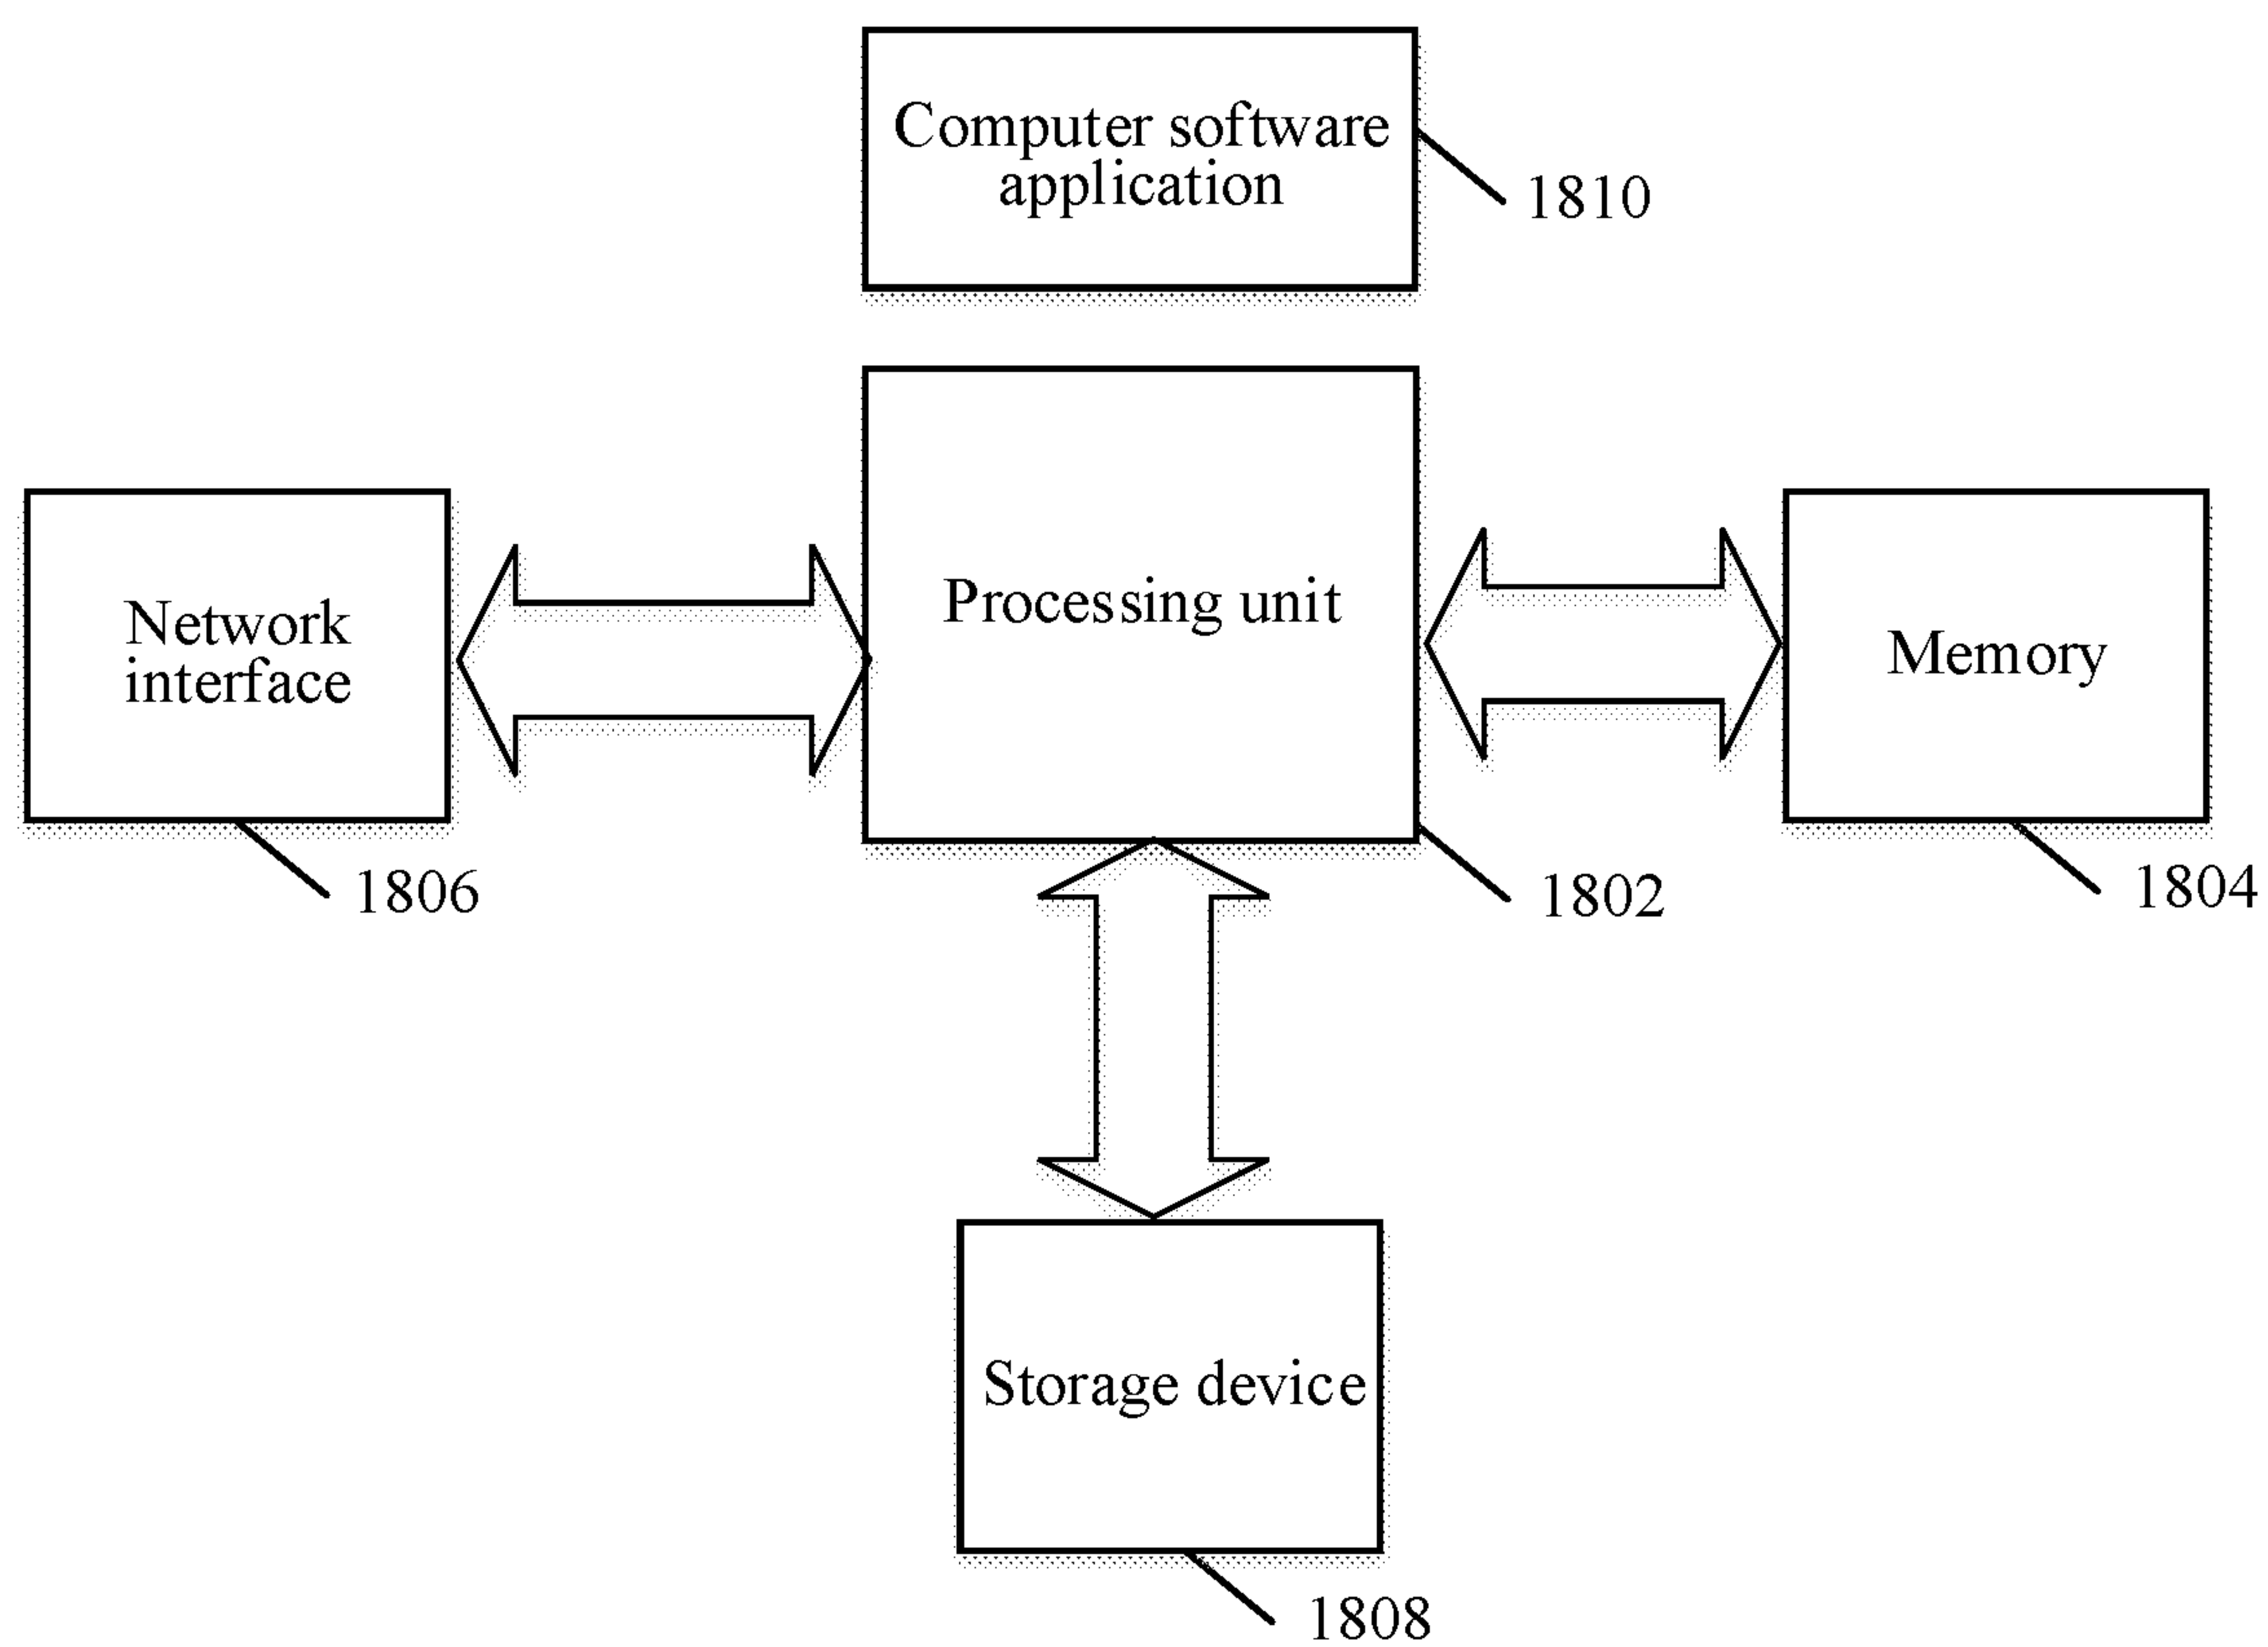 Computer software
application
1810
Processing unit
Network
interface
Memory
1806
1802
1804
Storage device
1808